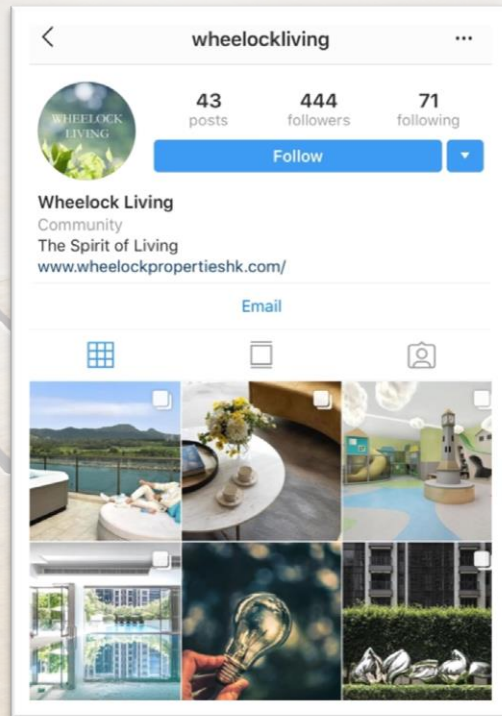 wheelockliving
WHEELOCK
LIVING
43 444 71
posts followers following
Follow
Wheelock Living
Community
The Spirit of Living
www.wheelockpropertieshk.com/
Email